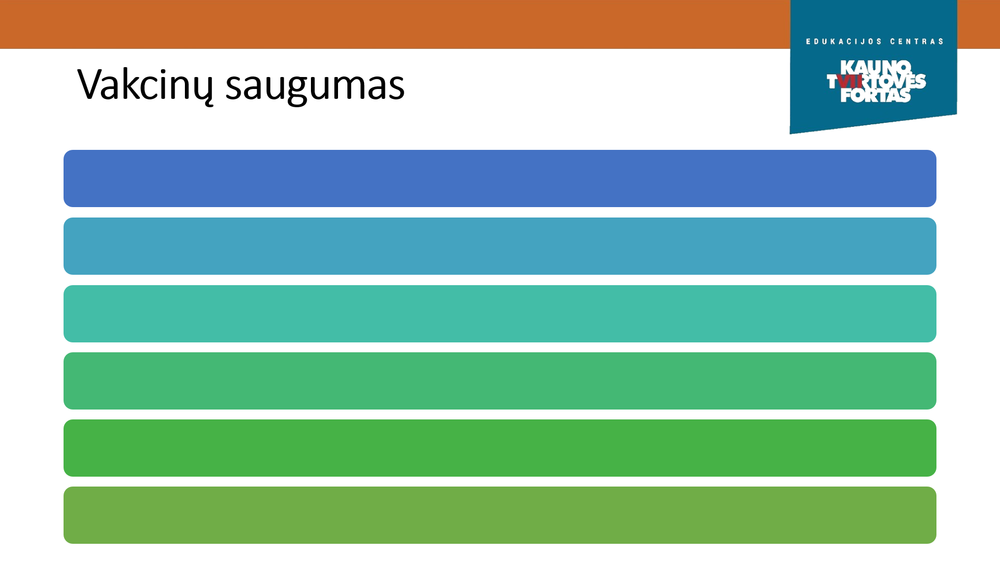 EDUKACIJOS CENTRAS
KAUNO
TVIRTOVĖS
FORTAS
Vakcinų saugumas